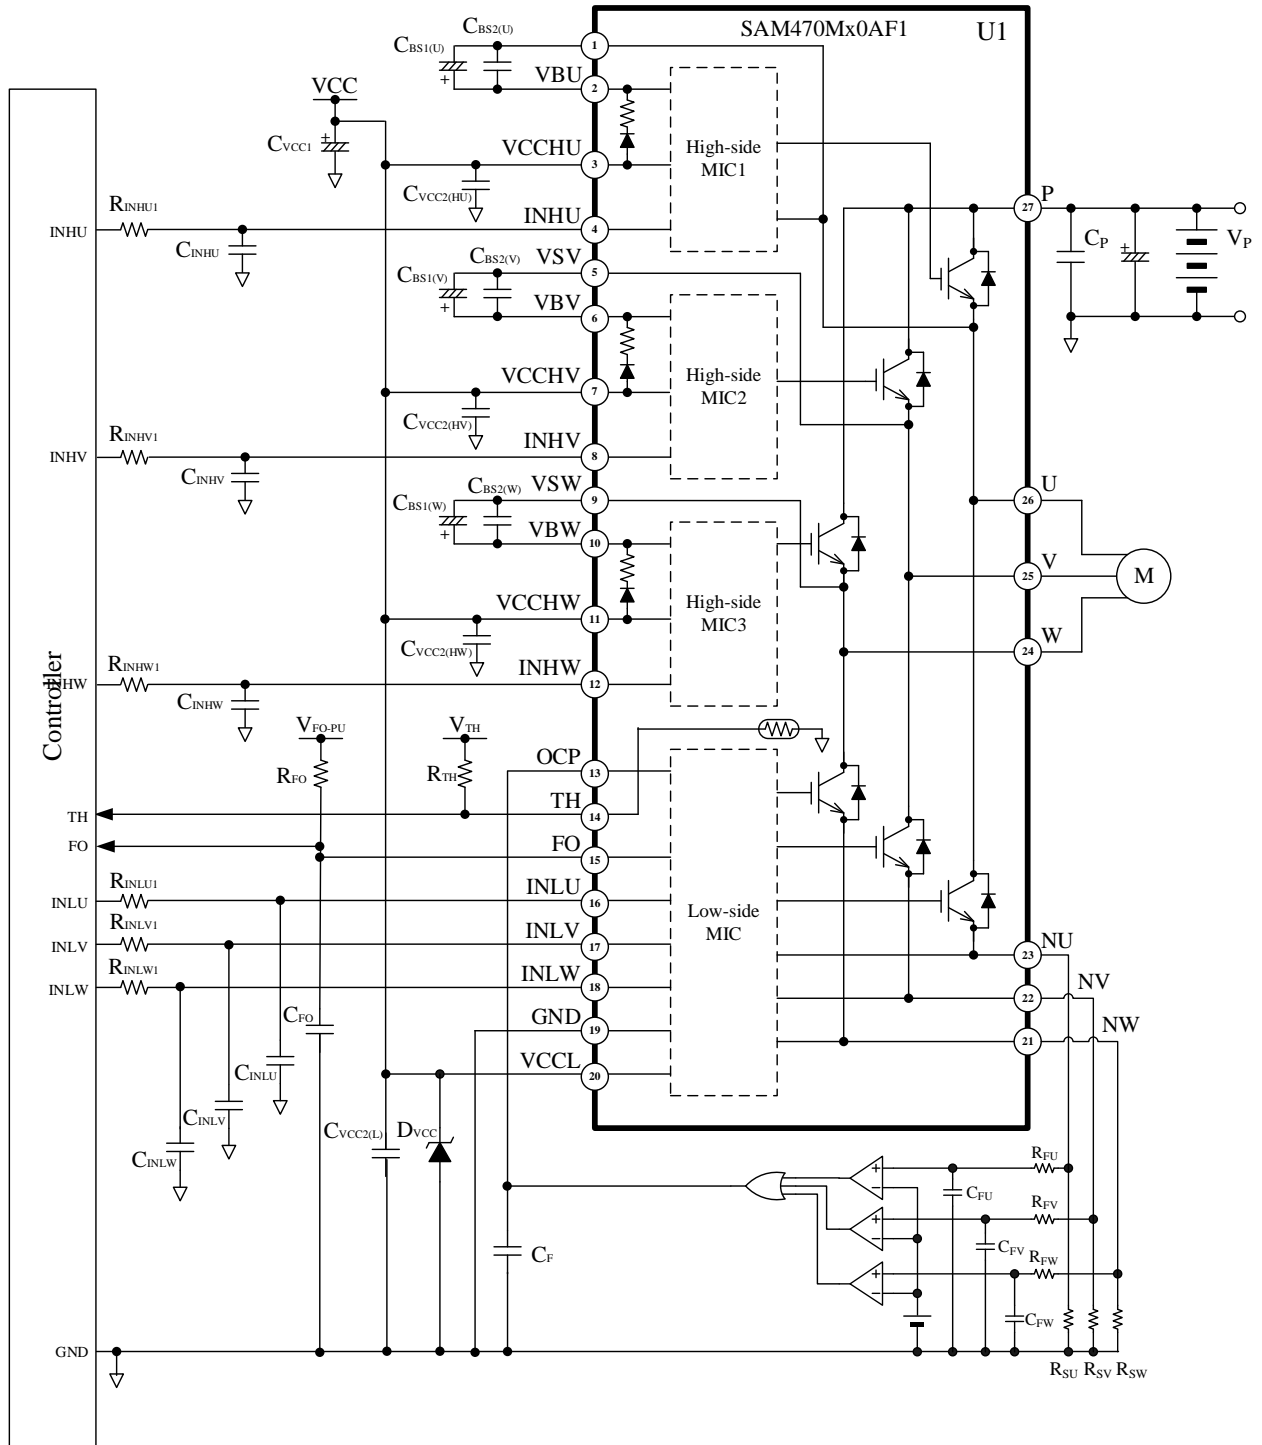 SAM470Mx0AF1
U1
CBS2(U)
CBS1(U)
+
1
VBU
2
VCC
CVCC1
+
High-side
MIC1
VCCHU
3
CVCC2(HU)
P
27
RINHU1
INHU
4
INHU
CINHU
CP
+
VP
VSV
5
CBS2(V)
CBS1(V)
+
VBV
6
High-side
MIC2
VCCHV
7
CVCC2(HV)
RINHV1
INHV
8
INHV
CINHV
VSW
9
CBS2(W)
CBS1(W)
+
VBW
10
U
26
V
25
M
High-side
MIC3
VCCHW
11
CVCC2(HW)
W
24
RINHW1
INHW
12
HW
CINHW
Controller
VFO-PU
VTH
RFO
RTH
OCP
13
TH
14
TH
FO
FO
15
RINLU1
INLU
16
INLU
RINLV1
INLV
17
INLV
RINLW1
INLW
18
INLW
Low-side
MIC
NU
23
NV
22
NW
21
GND
19
VCCL
20
CFO
CINLU
CINLV
CINLW
CVCC2(L)
DVCC
RFU
+
−
CFU
RFV
+
−
CFV
RFW
+
−
CFW
CF
GND
RSU RSV RSW